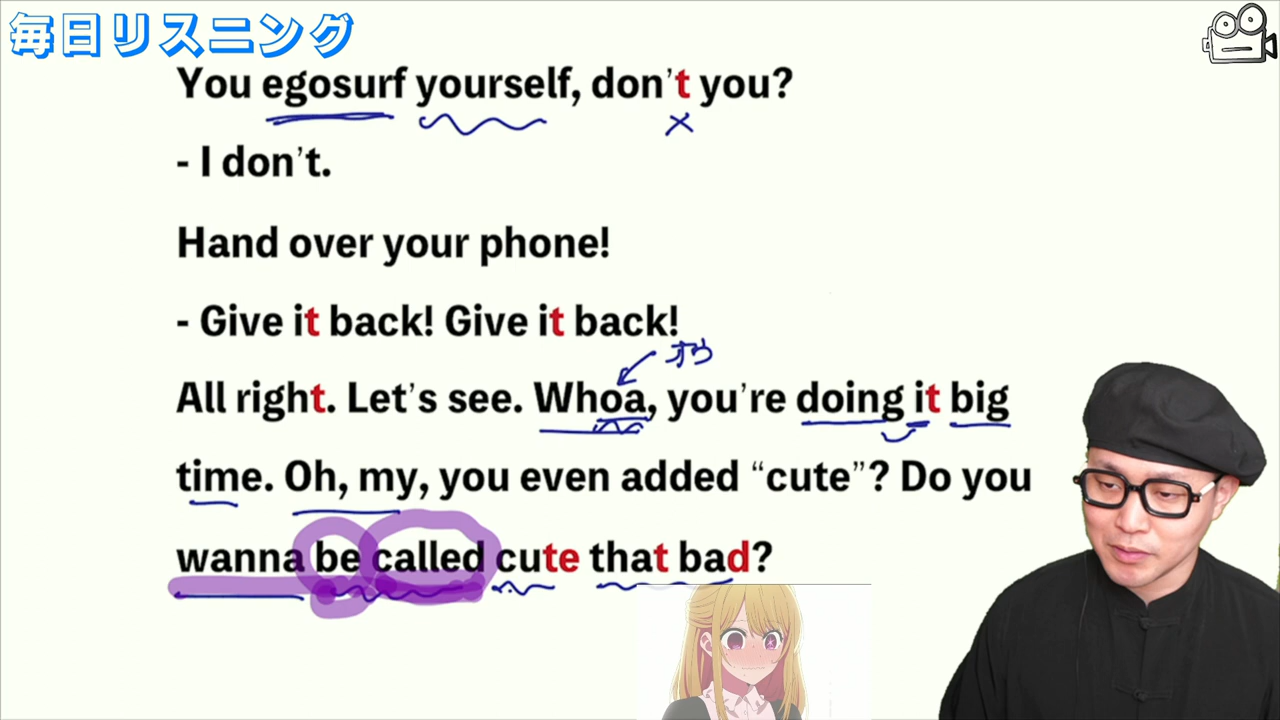 毎日リスニング
You egosurf yourself, don't you?
- I don't.
Hand over your phone!
- Give it back! Give it back!
オウ
All right. Let's see. Whoa, you're doing it big
time. Oh, my, you even added “cute”? Do you
wanna be called cute that bad?